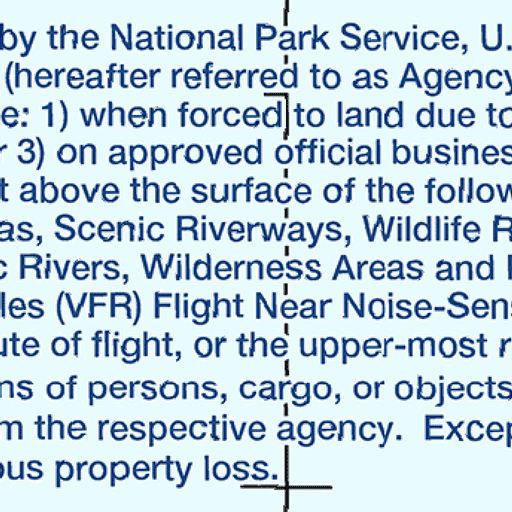 by the National Park Service, U.
(hereafter referred to as Agency
e: 1) when forced to land due to
r 3) on approved official busines
t above the surface of the follow
as, Scenic Riverways, Wildlife R
c Rivers, Wilderness Areas and
les (VFR) Flight Near Noise-Sens
ute of flight, or the upper-most r
ns of persons, cargo, or objects
m the respective agency. Excep
ous property loss.